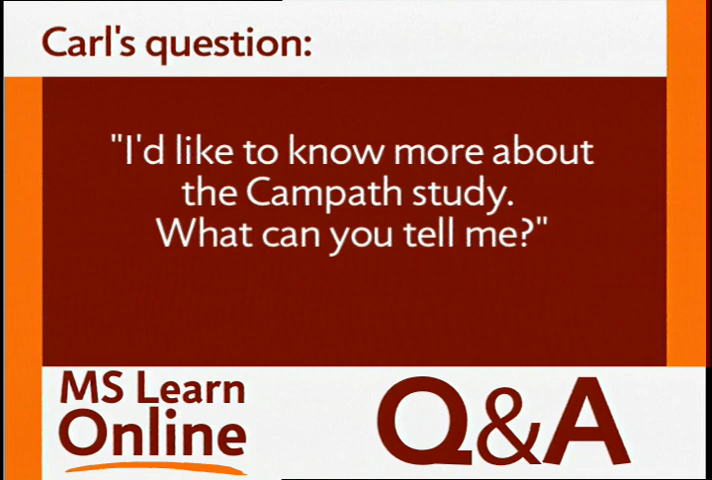 Carl's question:
"I'd like to know more about
the Campath study.
What can you tell me?"
MS Learn
Online
Q&A